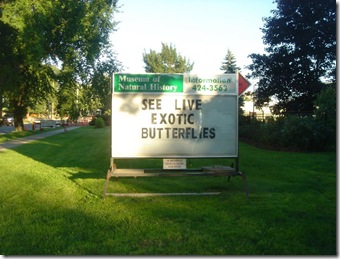 Museum of
Natural History
Information
424-3563
SEE LIVE
EXOTIC
BUTTERFLIES